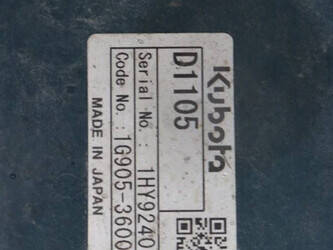 Kubota
D1105
Serial No.: 1HY9240
Code No.: 1G905-3600
MADE IN JAPAN